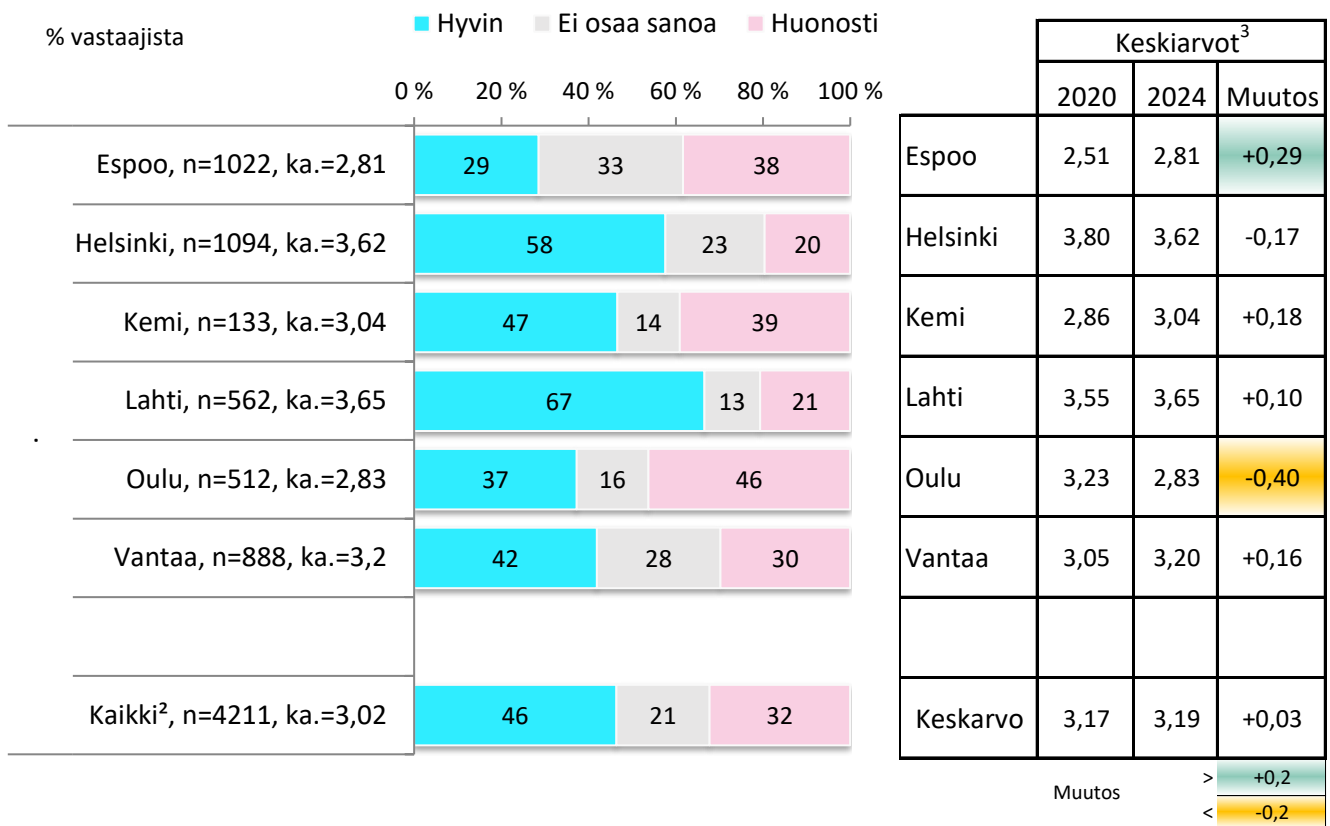 % vastaajista
Hyvin Ei osaa sanoa Huonosti
0 % 20 % 40 % 60 % 80 % 100 %
Espoo, n=1022, ka.=2,81 29 33 38
Helsinki, n=1094, ka.=3,62 58 23 20
Kemi, n=133, ka.=3,04 47 14 39
Lahti, n=562, ka.=3,65 67 13 21
.
Oulu, n=512, ka.=2,83 37 16 46
Vantaa, n=888, ka.=3,2 42 28 30
Kaikki², n=4211, ka.=3,02 46 21 32
Keskiarvot³
2020 2024 Muutos
Espoo 2,51 2,81 +0,29
Helsinki 3,80 3,62 -0,17
Kemi 2,86 3,04 +0,18
Lahti 3,55 3,65 +0,10
Oulu 3,23 2,83 -0,40
Vantaa 3,05 3,20 +0,16
Keskarvo 3,17 3,19 +0,03
Muutos
> +0,2
< -0,2